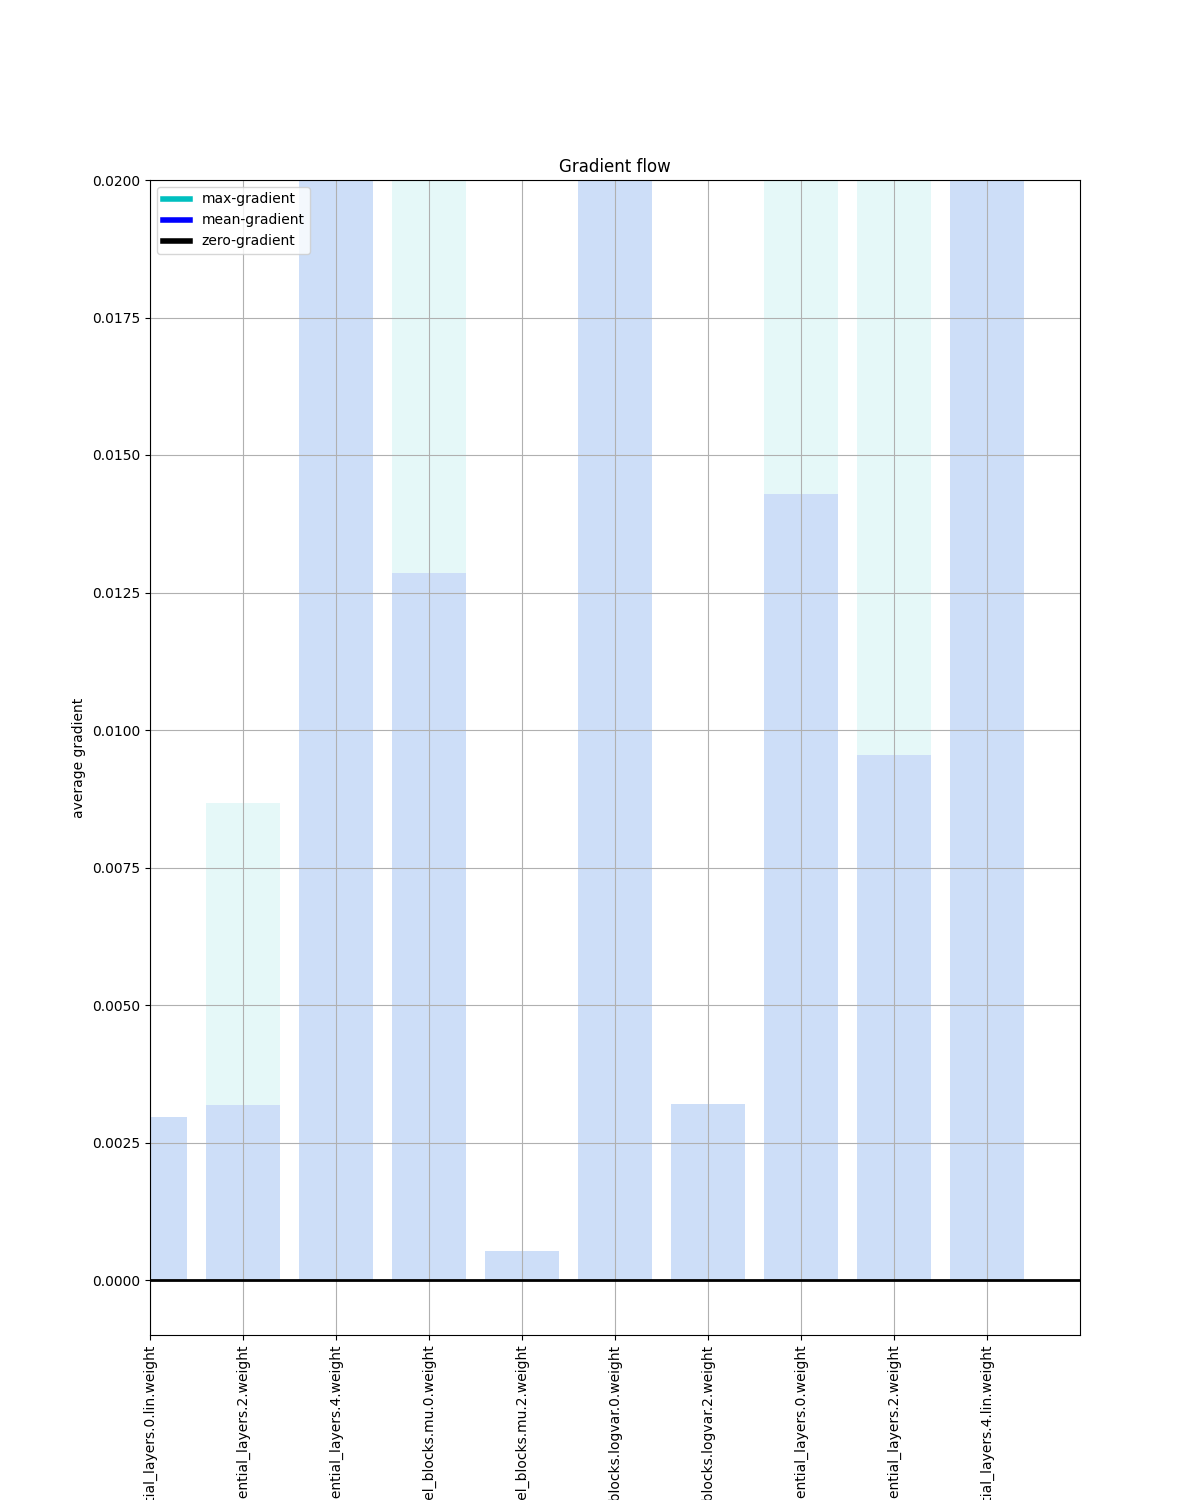 Gradient flow
max-gradient
mean-gradient
zero-gradient
0.0200
0.0175
0.0150
0.0125
0.0100
0.0075
0.0050
0.0025
0.0000
average gradient
tial_layers.0.lin.weight
ential_layers.2.weight
ential_layers.4.weight
el_blocks.mu.0.weight
el_blocks.mu.2.weight
blocks.logvar.0.weight
blocks.logvar.2.weight
ential_layers.0.weight
ential_layers.2.weight
tial_layers.4.lin.weight